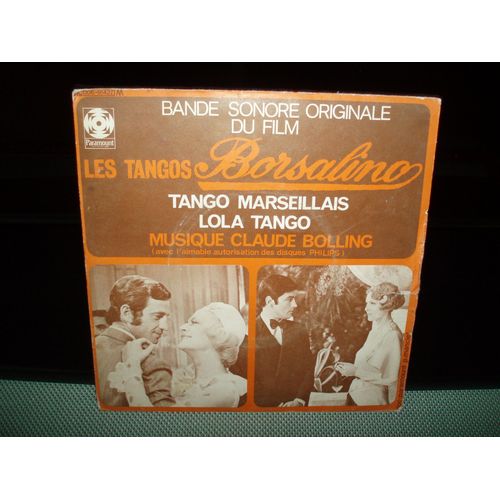 Paramount
BANDE SONORE ORIGINALE
DU FILM
LES TANGOS Borsalino
TANGO MARSEILLAIS
LOLA TANGO
MUSIQUE CLAUDE BOLLING
(avec l'aimable autorisation des disques PHILIPS)